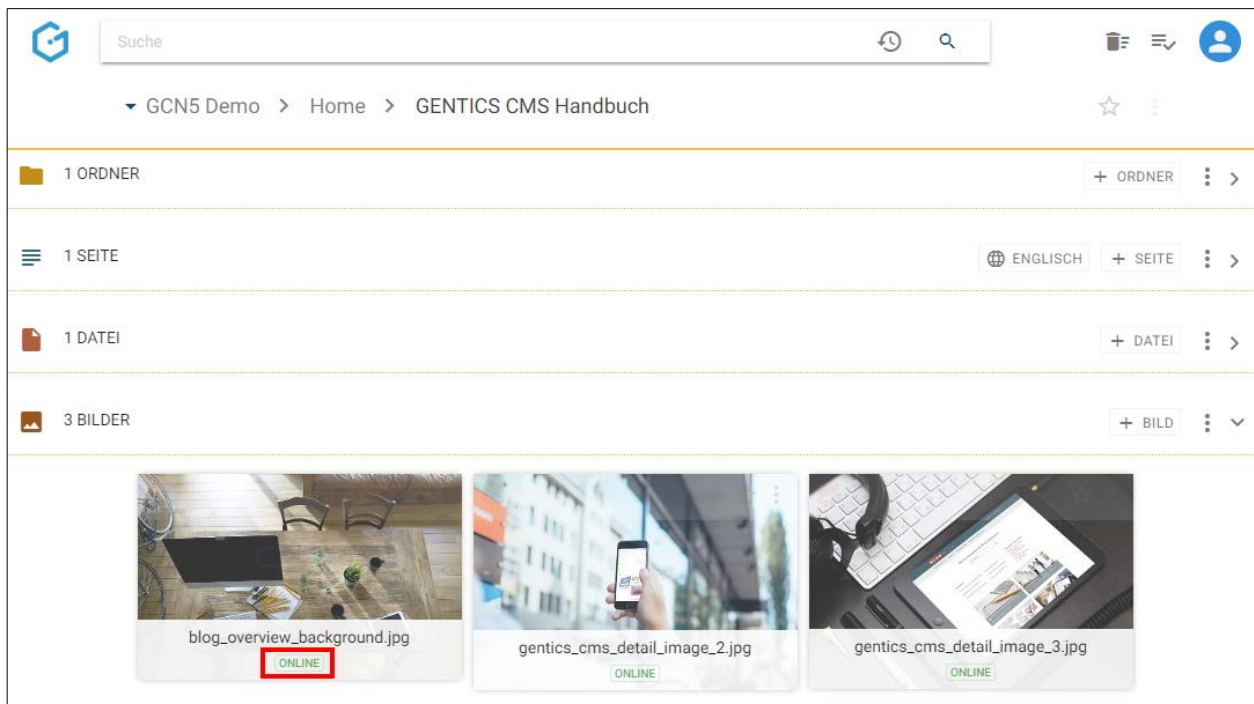 Suche
GCN5 Demo > Home > GENTICS CMS Handbuch
1 ORDNER
+ ORDNER
1 SEITE
ENGLISCH
+ SEITE
1 DATEI
+ DATEI
3 BILDER
+ BILD
blog_overview_background.jpg
ONLINE
gentics_cms_detail_image_2.jpg
ONLINE
gentics_cms_detail_image_3.jpg
ONLINE